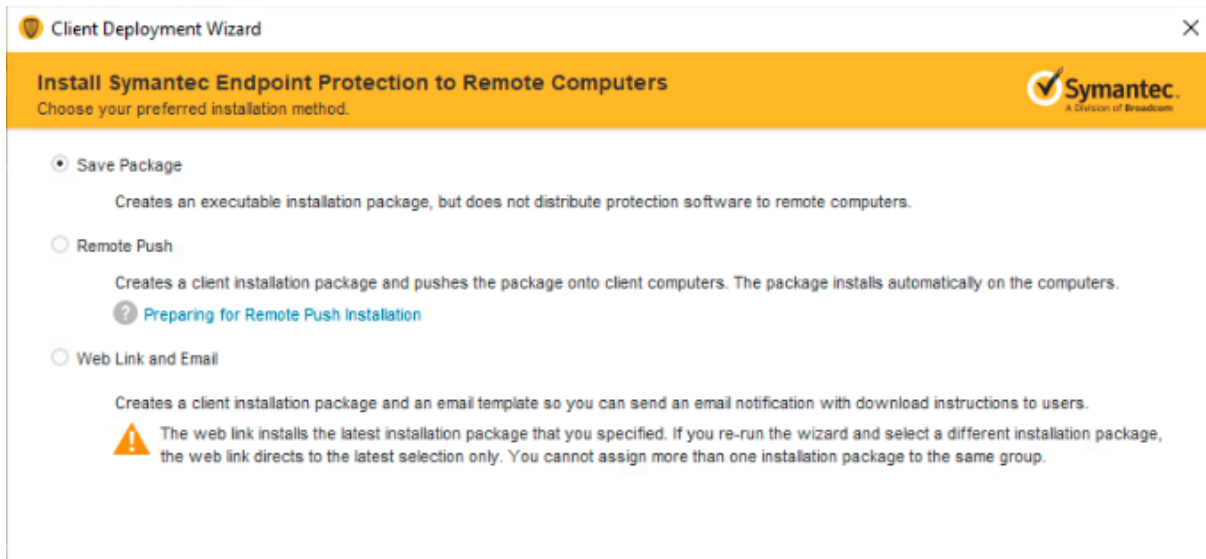 Client Deployment Wizard
Install Symantec Endpoint Protection to Remote Computers
Choose your preferred installation method.
Symantec.
A Division of Broadcom
Save Package
Creates an executable installation package, but does not distribute protection software to remote computers.
Remote Push
Creates a client installation package and pushes the package onto client computers. The package installs automatically on the computers.
? Preparing for Remote Push Installation
Web Link and Email
Creates a client installation package and an email template so you can send an email notification with download instructions to users.
The web link installs the latest installation package that you specified. If you re-run the wizard and select a different installation package,
the web link directs to the latest selection only. You cannot assign more than one installation package to the same group.